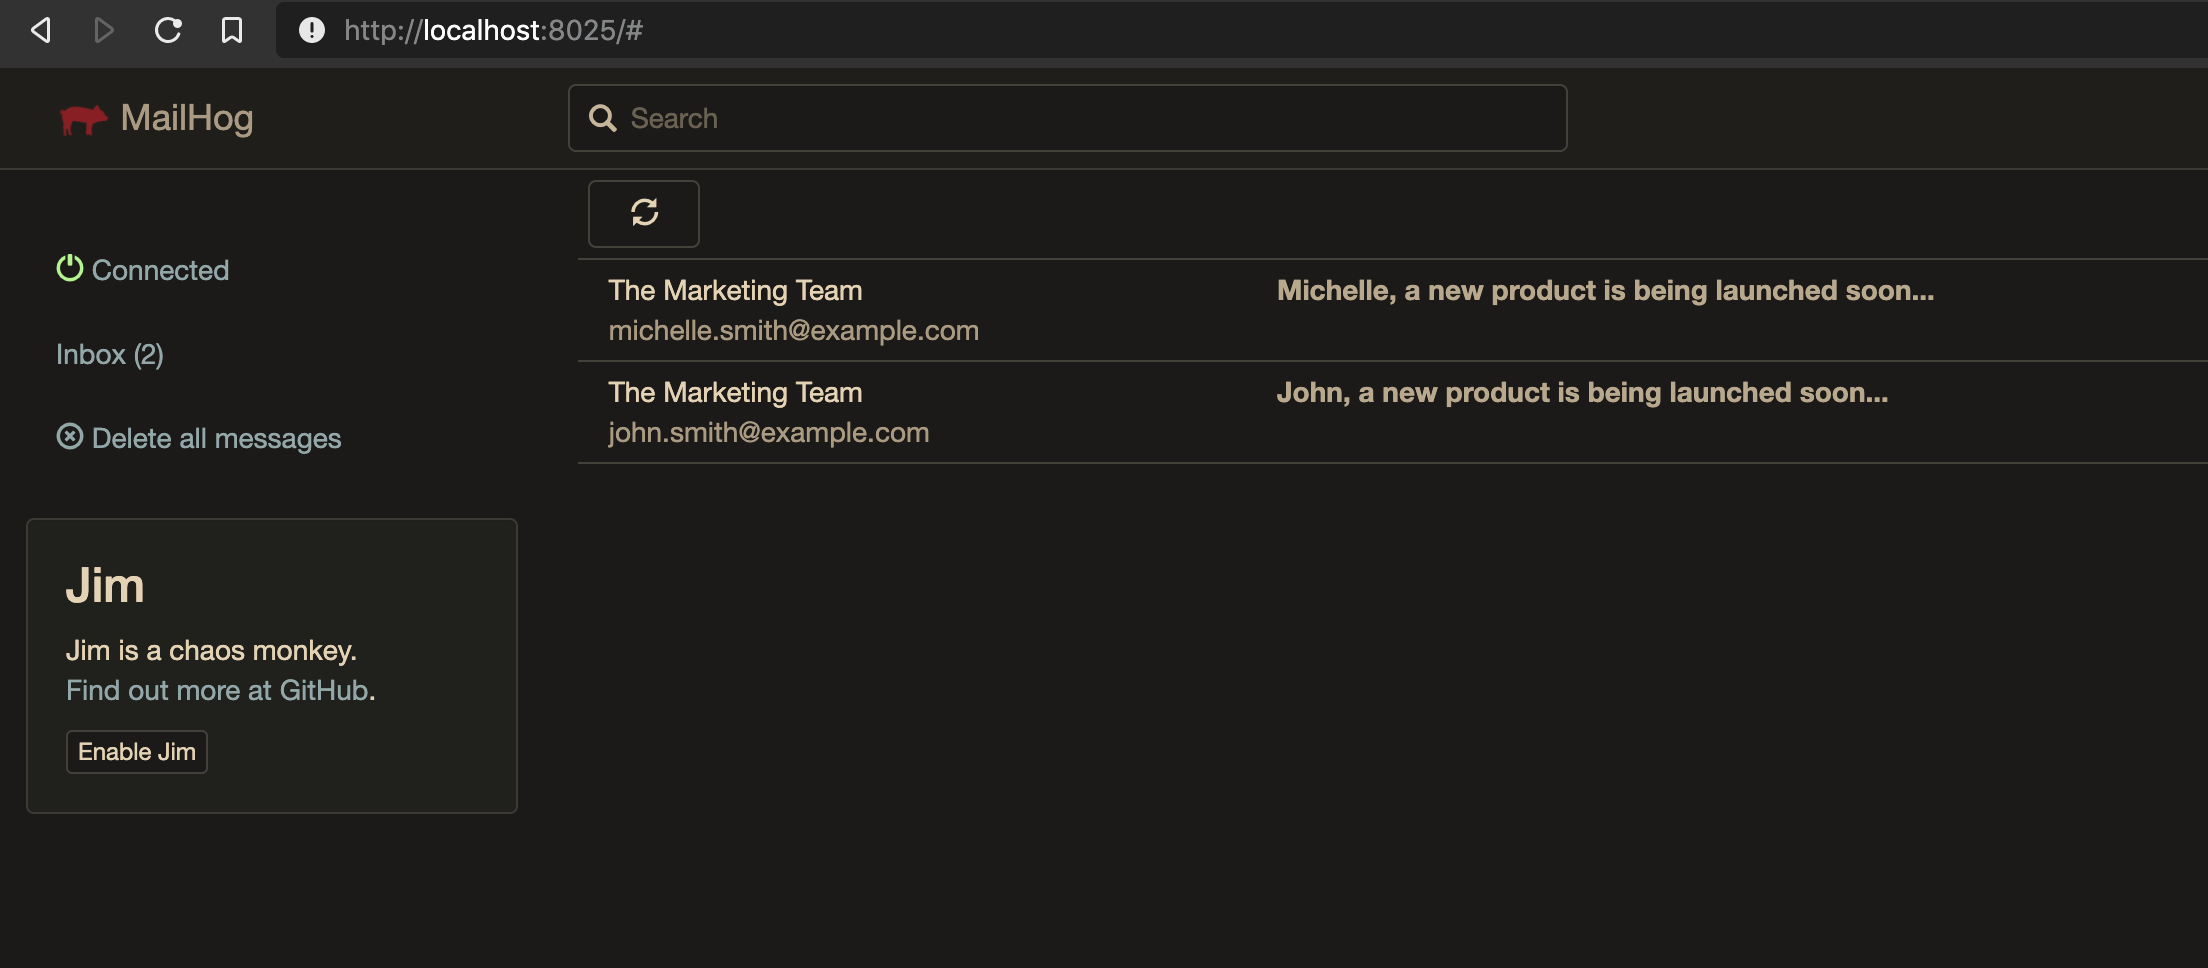 http://localhost:8025/#
MailHog
Search
Connected
Inbox (2)
Delete all messages
The Marketing Team
michelle.smith@example.com
Michelle, a new product is being launched soon...
The Marketing Team
john.smith@example.com
John, a new product is being launched soon...
Jim
Jim is a chaos monkey.
Find out more at GitHub.
Enable Jim